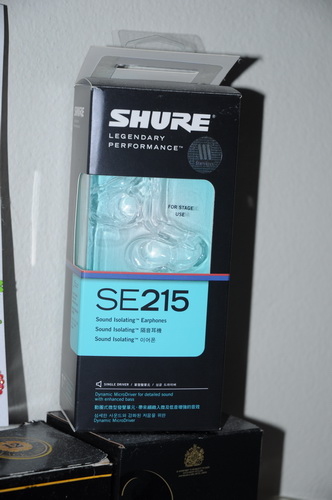 SHURE
LEGENDARY
PERFORMANCE™
FOR STAGE
USE
SE215
Sound Isolating™ Earphones
Sound Isolating™ 隔音耳機
Sound Isolating™ 이어폰
SINGLE DRIVER
Dynamic MicroDriver for detailed sound
with enhanced bass
Dynamic MicroDriver